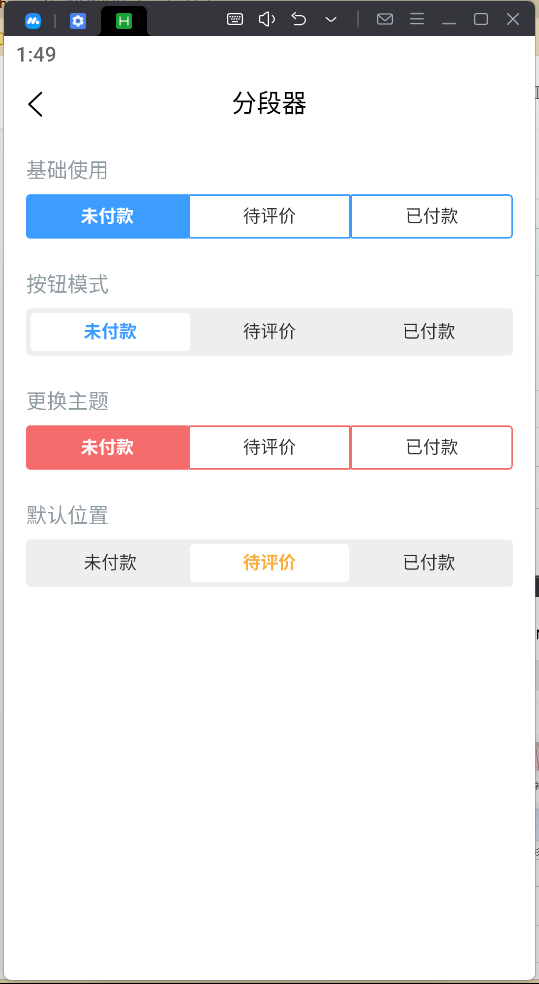 1:49
分段器
基础使用
未付款 待评价 已付款
按钮模式
未付款 待评价 已付款
更换主题
未付款 待评价 已付款
默认位置
未付款 待评价 已付款